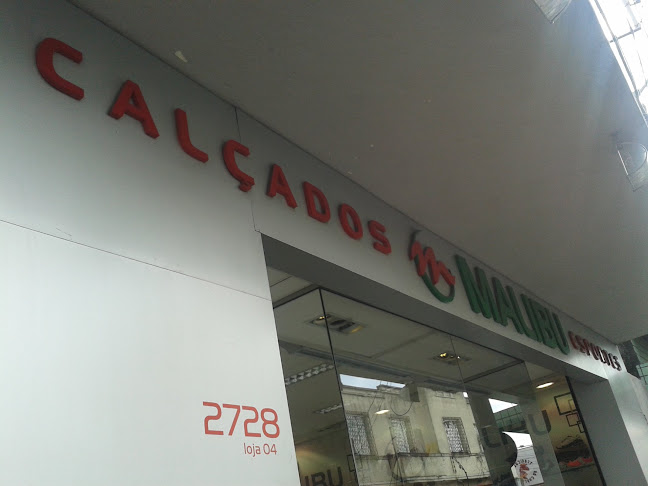 CALÇADOS MALIBU ESPORTES
2728
loja 04